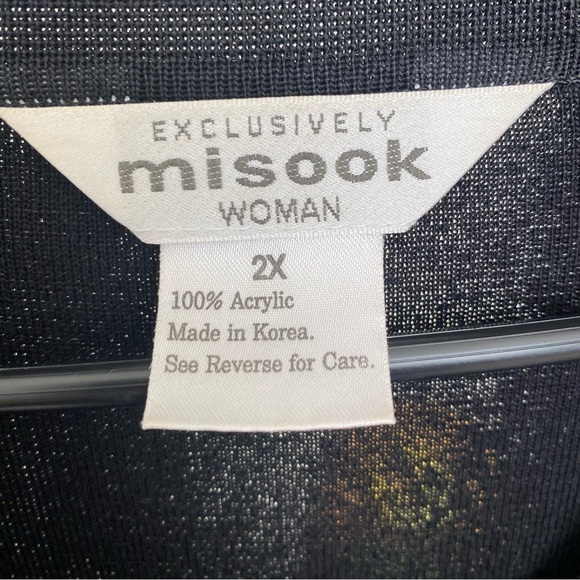 EXCLUSIVELY
misook
WOMAN
2X
100% Acrylic
Made in Korea.
See Reverse for Care.